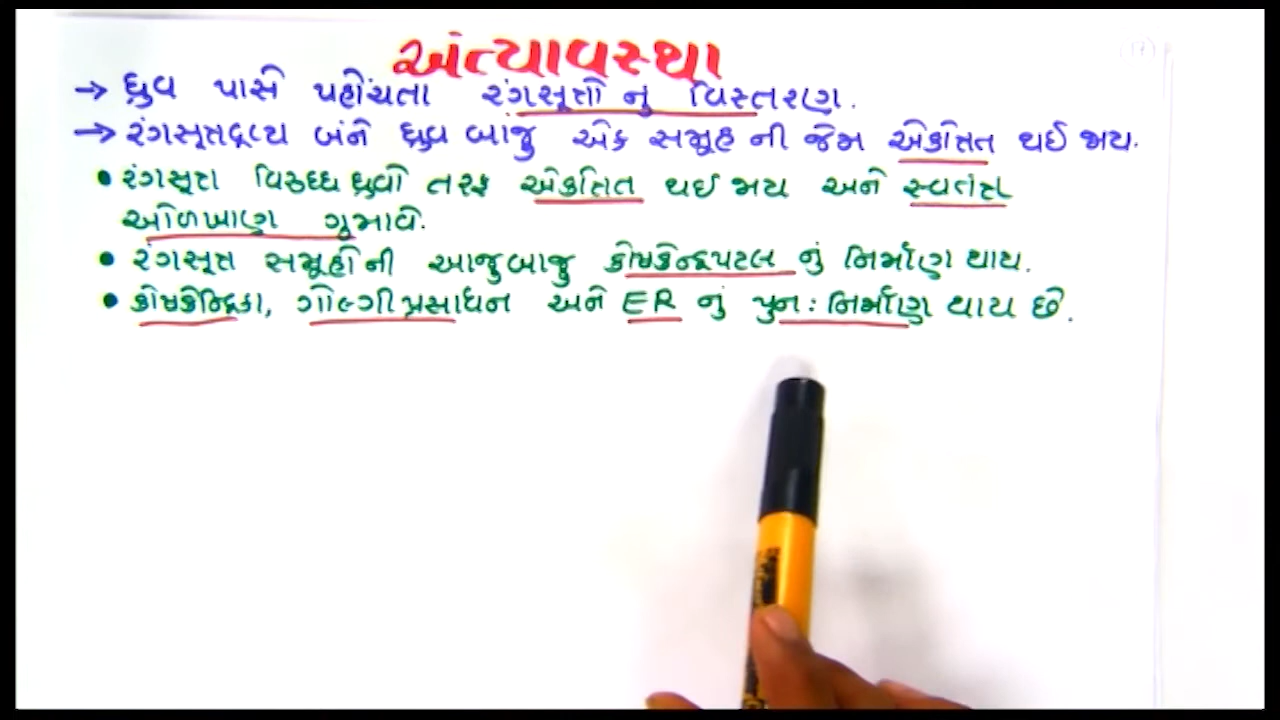 અંત્યાવસ્થા
→ ધ્રુવ પાસે પહોંચતા રંગસૂત્રો નું વિસ્તરણ.
→ રંગસૂત્રદ્રવ્ય બંને ધ્રુવ બાજુ એક સમૂહ ની જેમ એકત્રિત થઈ જાય.
• રંગસૂત્રો વિરુદ્ધ ધ્રુવો તરફ એકત્રિત થઈ જાય અને સ્વતંત્ર
ઓળખાણ ગુમાવે.
• રંગસૂત્ર સમૂહોની આજુબાજુ કોષકેન્દ્રપટલ નું નિર્માણ થાય.
• કોષકેન્દ્રિકા, ગોલ્ગીપ્રસાધન અને ER નું પુનઃનિર્માણ થાય છે.